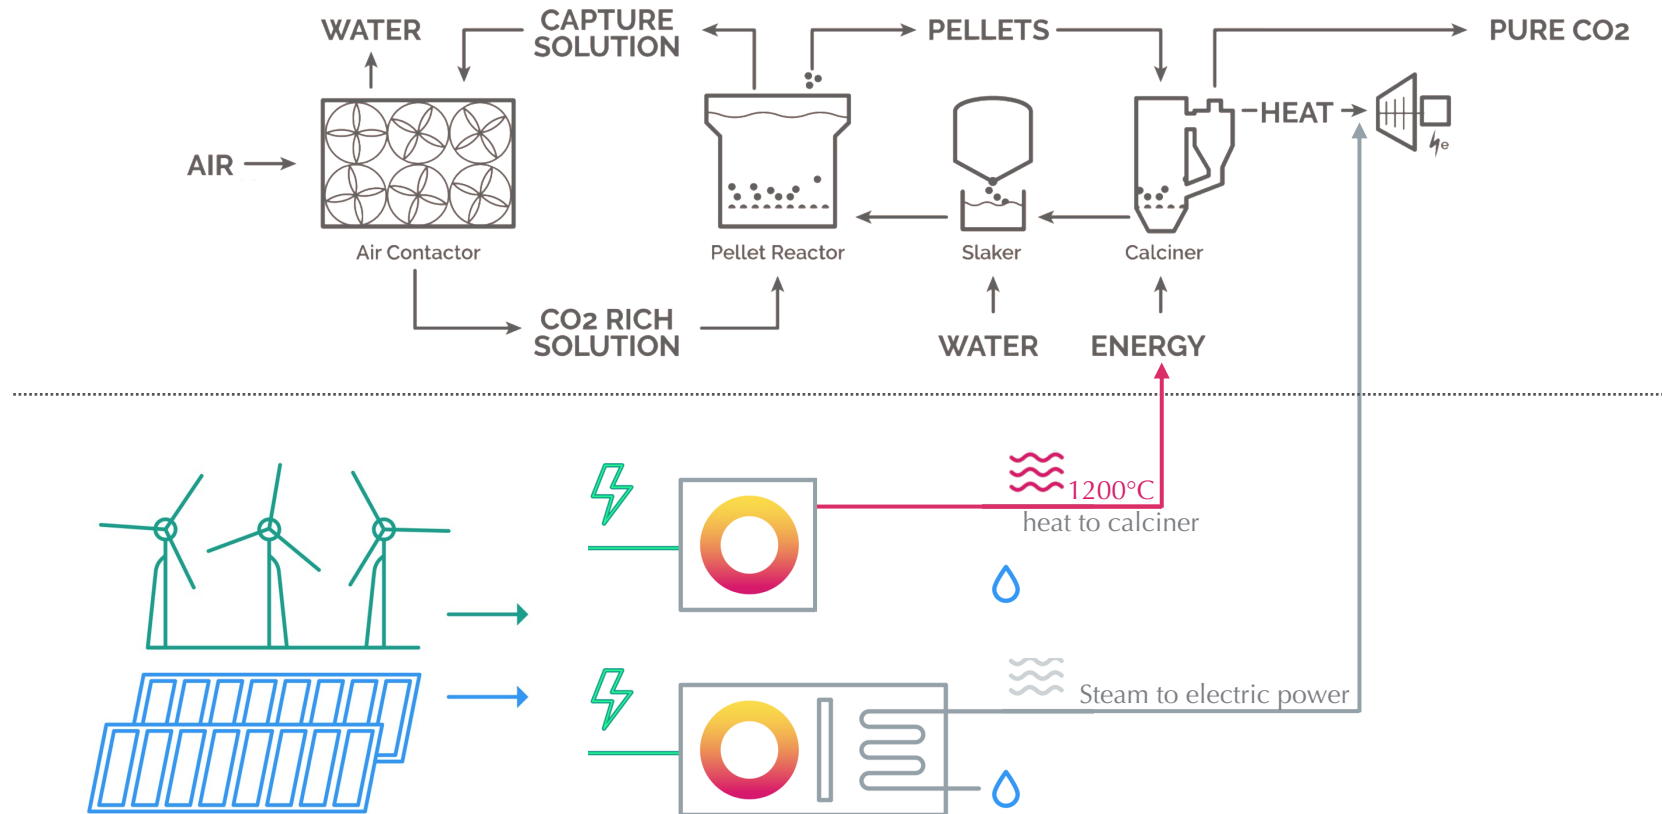 WATER
CAPTURE
SOLUTION
PELLETS
PURE CO2
AIR
HEAT
e
Air Contactor
Pellet Reactor
Slaker
Calciner
CO2 RICH
SOLUTION
WATER
ENERGY
1200°C
heat to calciner
Steam to electric power